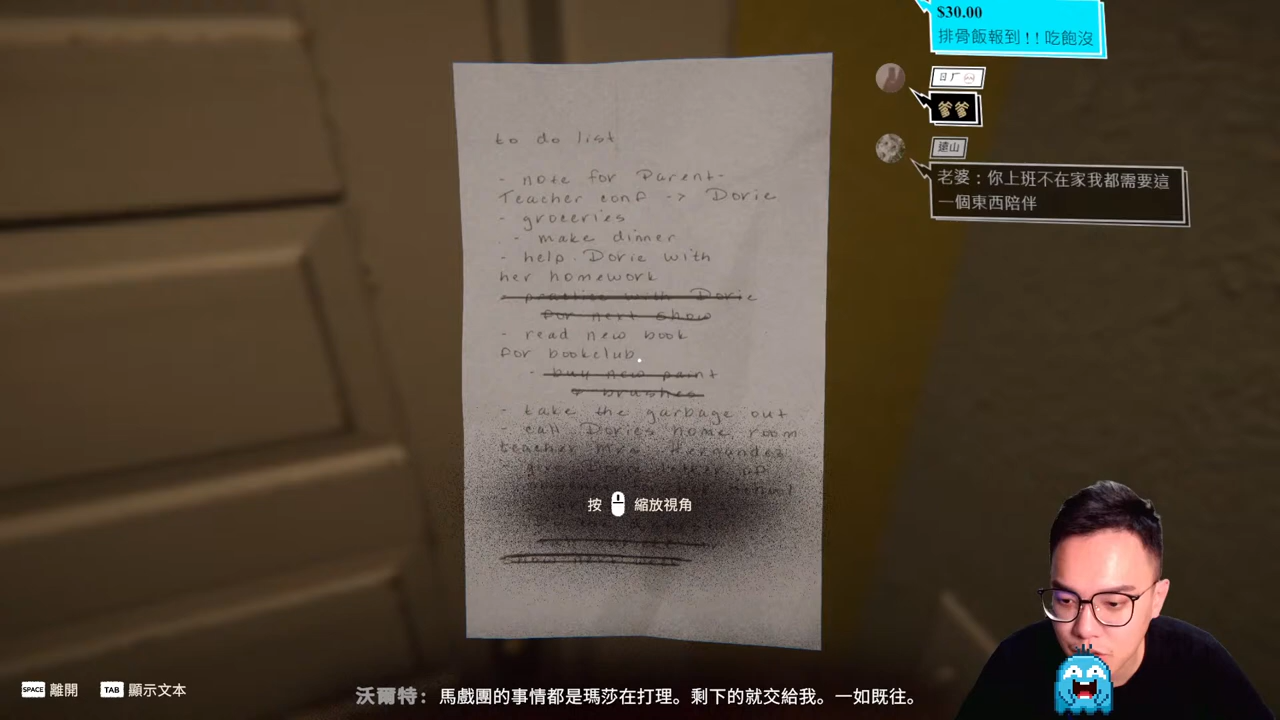 $30.00
排骨飯報到!!吃飽沒
日厂
爹爹
遠山
老婆：你上班不在家我都需要這
一個東西陪伴
to do list
- note for Parent-
Teacher conf -> Dorie
- groceries
- make dinner
- help Dorie with
her homework
- practise with Dorie
for next show
- read new book
for bookclub
- buy new paint
& brushes
- take the garbage out
- call Dories home room
teacher Mrs. Hernandez
按 縮放視角
SPACE 離開 TAB 顯示文本
沃爾特：馬戲團的事情都是瑪莎在打理。剩下的就交給我。一如既往。